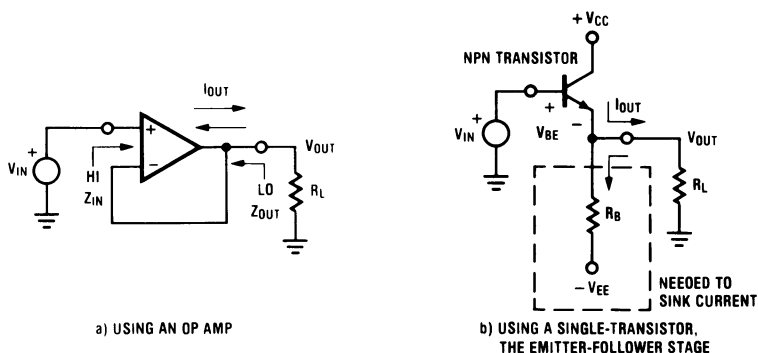 I OUT
+
VIN
HI
ZIN
+
−
LO
ZOUT
VOUT
RL
a) USING AN OP AMP
+ VCC
NPN TRANSISTOR
+
VIN
+
VBE
−
IOUT
VOUT
RB
RL
− VEE
NEEOED TO
SINK CURRENT
b) USING A SINGLE-TRANSISTOR,
THE EMITTER-FOLLOWER STAGE